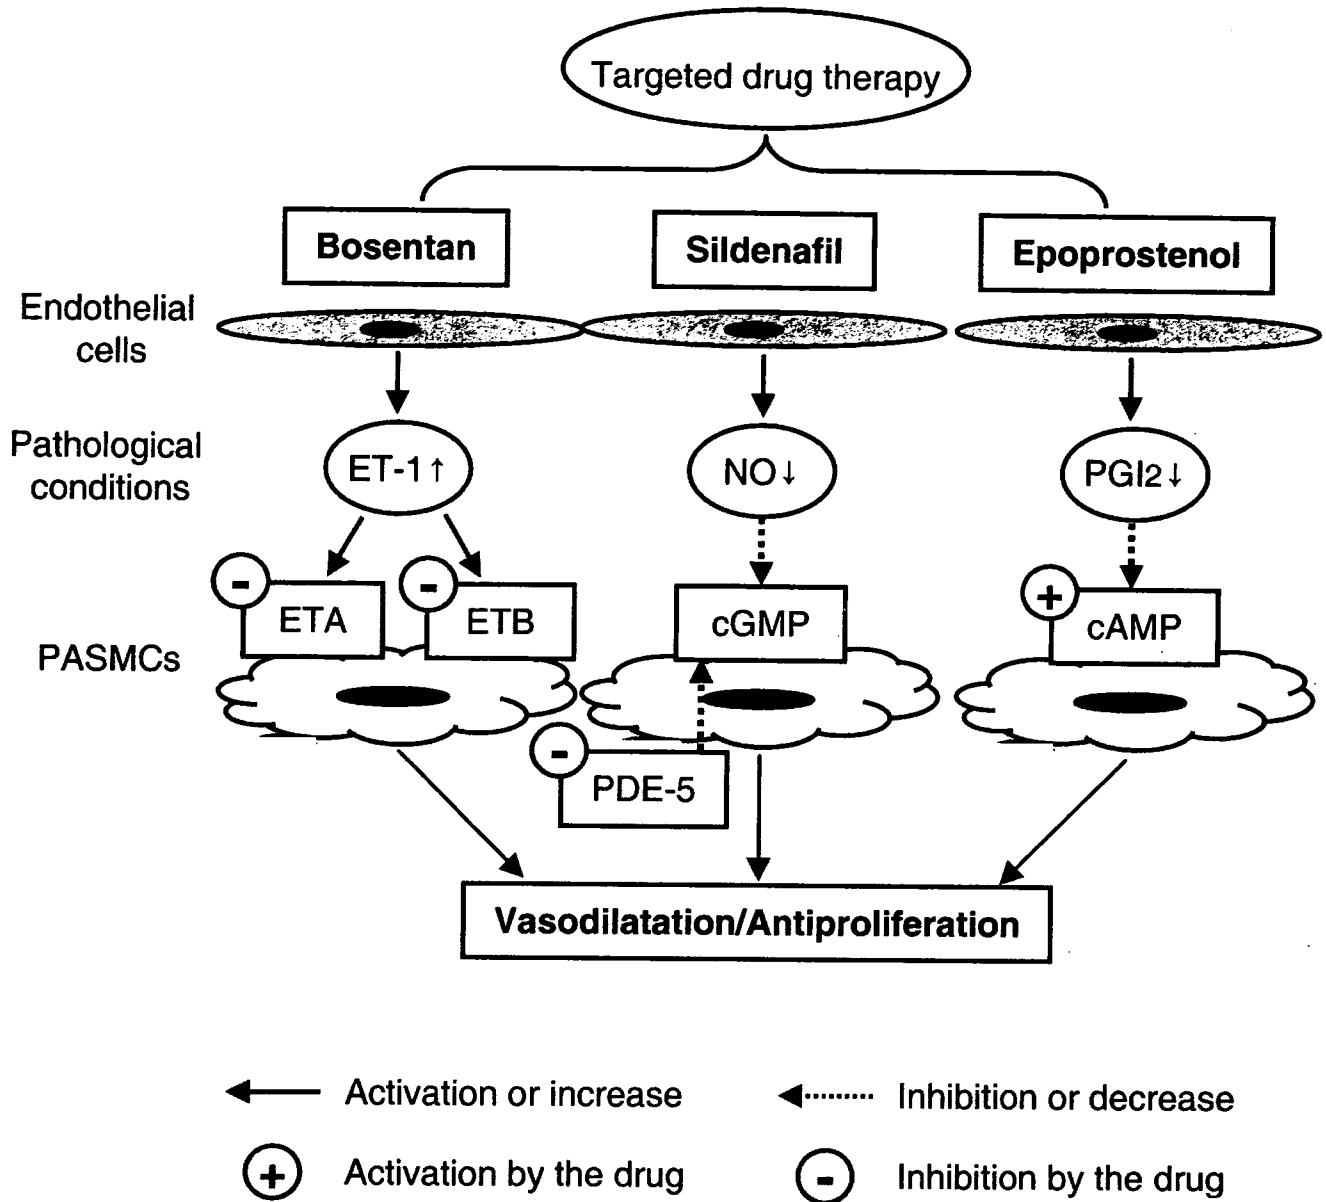 Targeted drug therapy
Bosentan
Sildenafil
Epoprostenol
Endothelial
cells
Pathological
conditions
ET-1↑
NO↓
PGI2↓
-
ETA
-
ETB
cGMP
+
cAMP
PASMCs
-
PDE-5
Vasodilatation/Antiproliferation
Activation or increase
Inhibition or decrease
+ Activation by the drug
- Inhibition by the drug